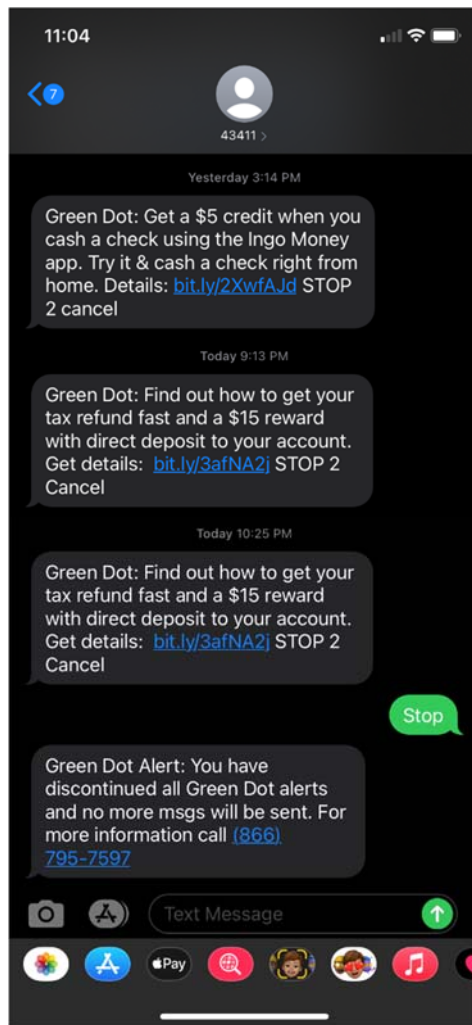 11:04
7
43411 >
Yesterday 3:14 PM
Green Dot: Get a $5 credit when you
cash a check using the Ingo Money
app. Try it & cash a check right from
home. Details: bit.ly/2XwfAJd STOP
2 cancel
Today 9:13 PM
Green Dot: Find out how to get your
tax refund fast and a $15 reward
with direct deposit to your account.
Get details:  bit.ly/3afNA2j STOP 2
Cancel
Today 10:25 PM
Green Dot: Find out how to get your
tax refund fast and a $15 reward
with direct deposit to your account.
Get details:  bit.ly/3afNA2j STOP 2
Cancel
Stop
Green Dot Alert: You have
discontinued all Green Dot alerts
and no more msgs will be sent. For
more information call (866)
795-7597
Text Message
Pay